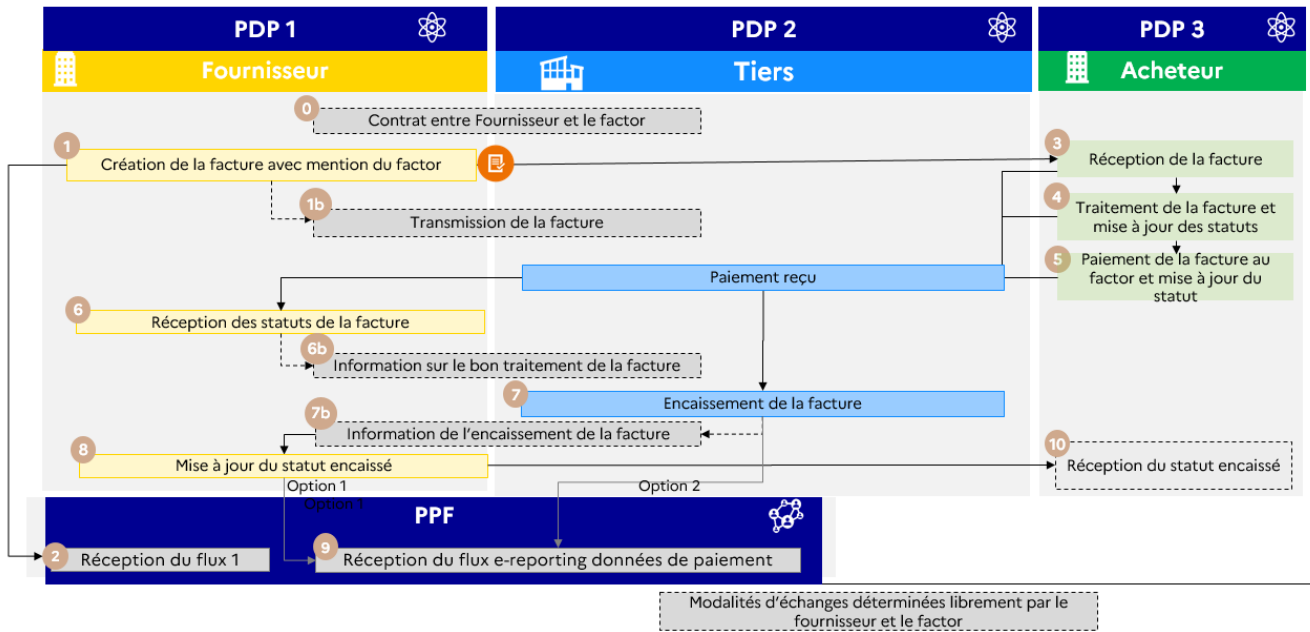 PDP 1
PDP 2
PDP 3
Fournisseur
Tiers
Acheteur
0
Contrat entre Fournisseur et le factor
1
Création de la facture avec mention du factor
3
Réception de la facture
1b
Transmission de la facture
4
Traitement de la facture et
mise à jour des statuts
Paiement reçu
5
Paiement de la facture au
factor et mise à jour du
statut
6
Réception des statuts de la facture
6b
Information sur le bon traitement de la facture
7
Encaissement de la facture
7b
Information de l'encaissement de la facture
8
Mise à jour du statut encaissé
10
Réception du statut encaissé
Option 1
Option 2
Option 1
PPF
2
Réception du flux 1
9
Réception du flux e-reporting données de paiement
Modalités d'échanges déterminées librement par le
fournisseur et le factor